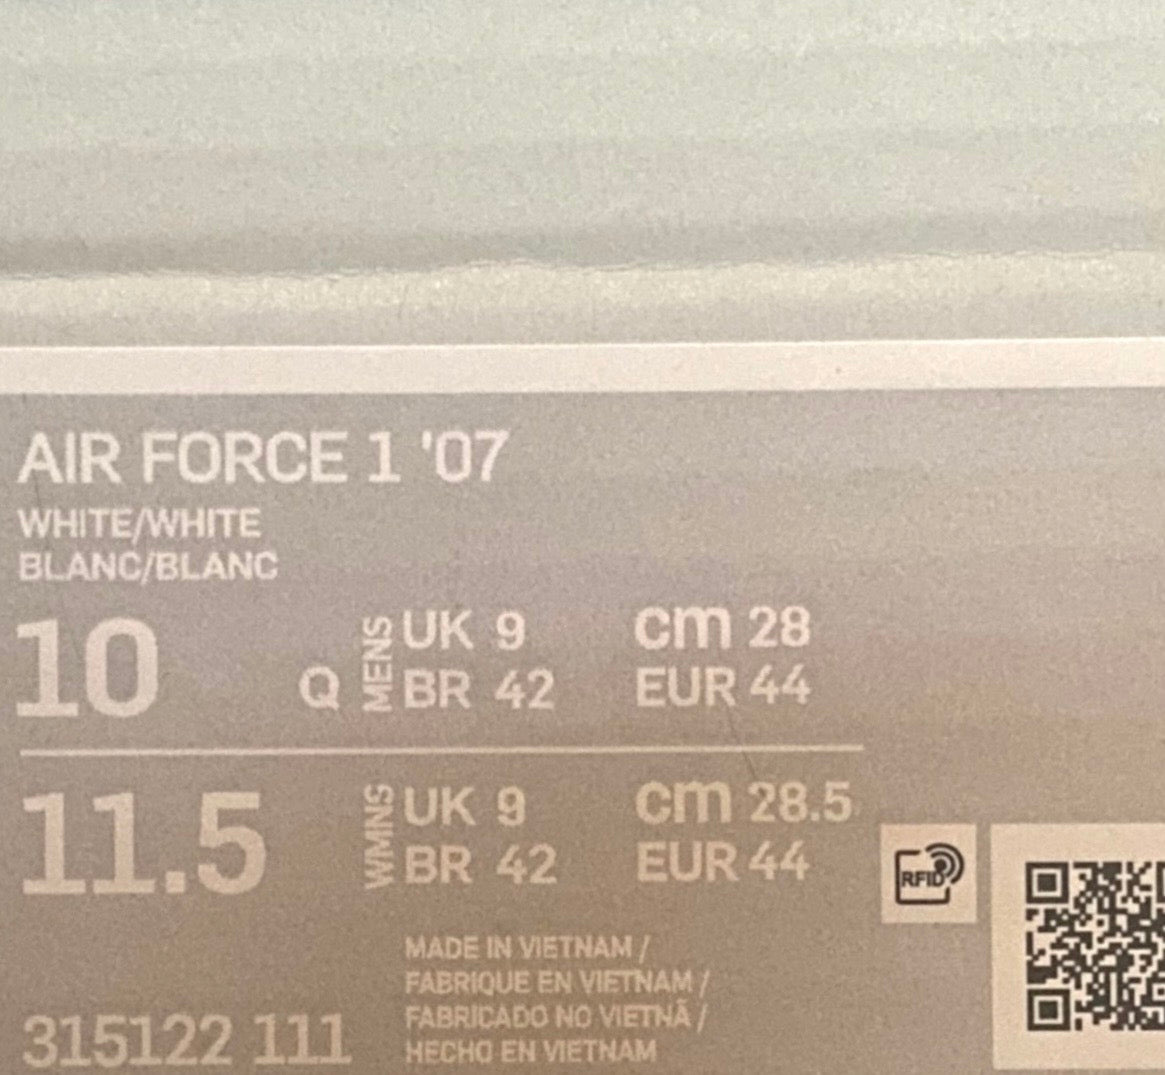 AIR FORCE 1 '07
WHITE/WHITE
BLANC/BLANC
10 Q MENS UK 9 cm 28
BR 42 EUR 44
11.5 WMNS UK 9 cm 28.5
BR 42 EUR 44
RFID
MADE IN VIETNAM /
FABRIQUE EN VIETNAM /
FABRICADO NO VIETNÃ /
HECHO EN VIETNAM
315122 111